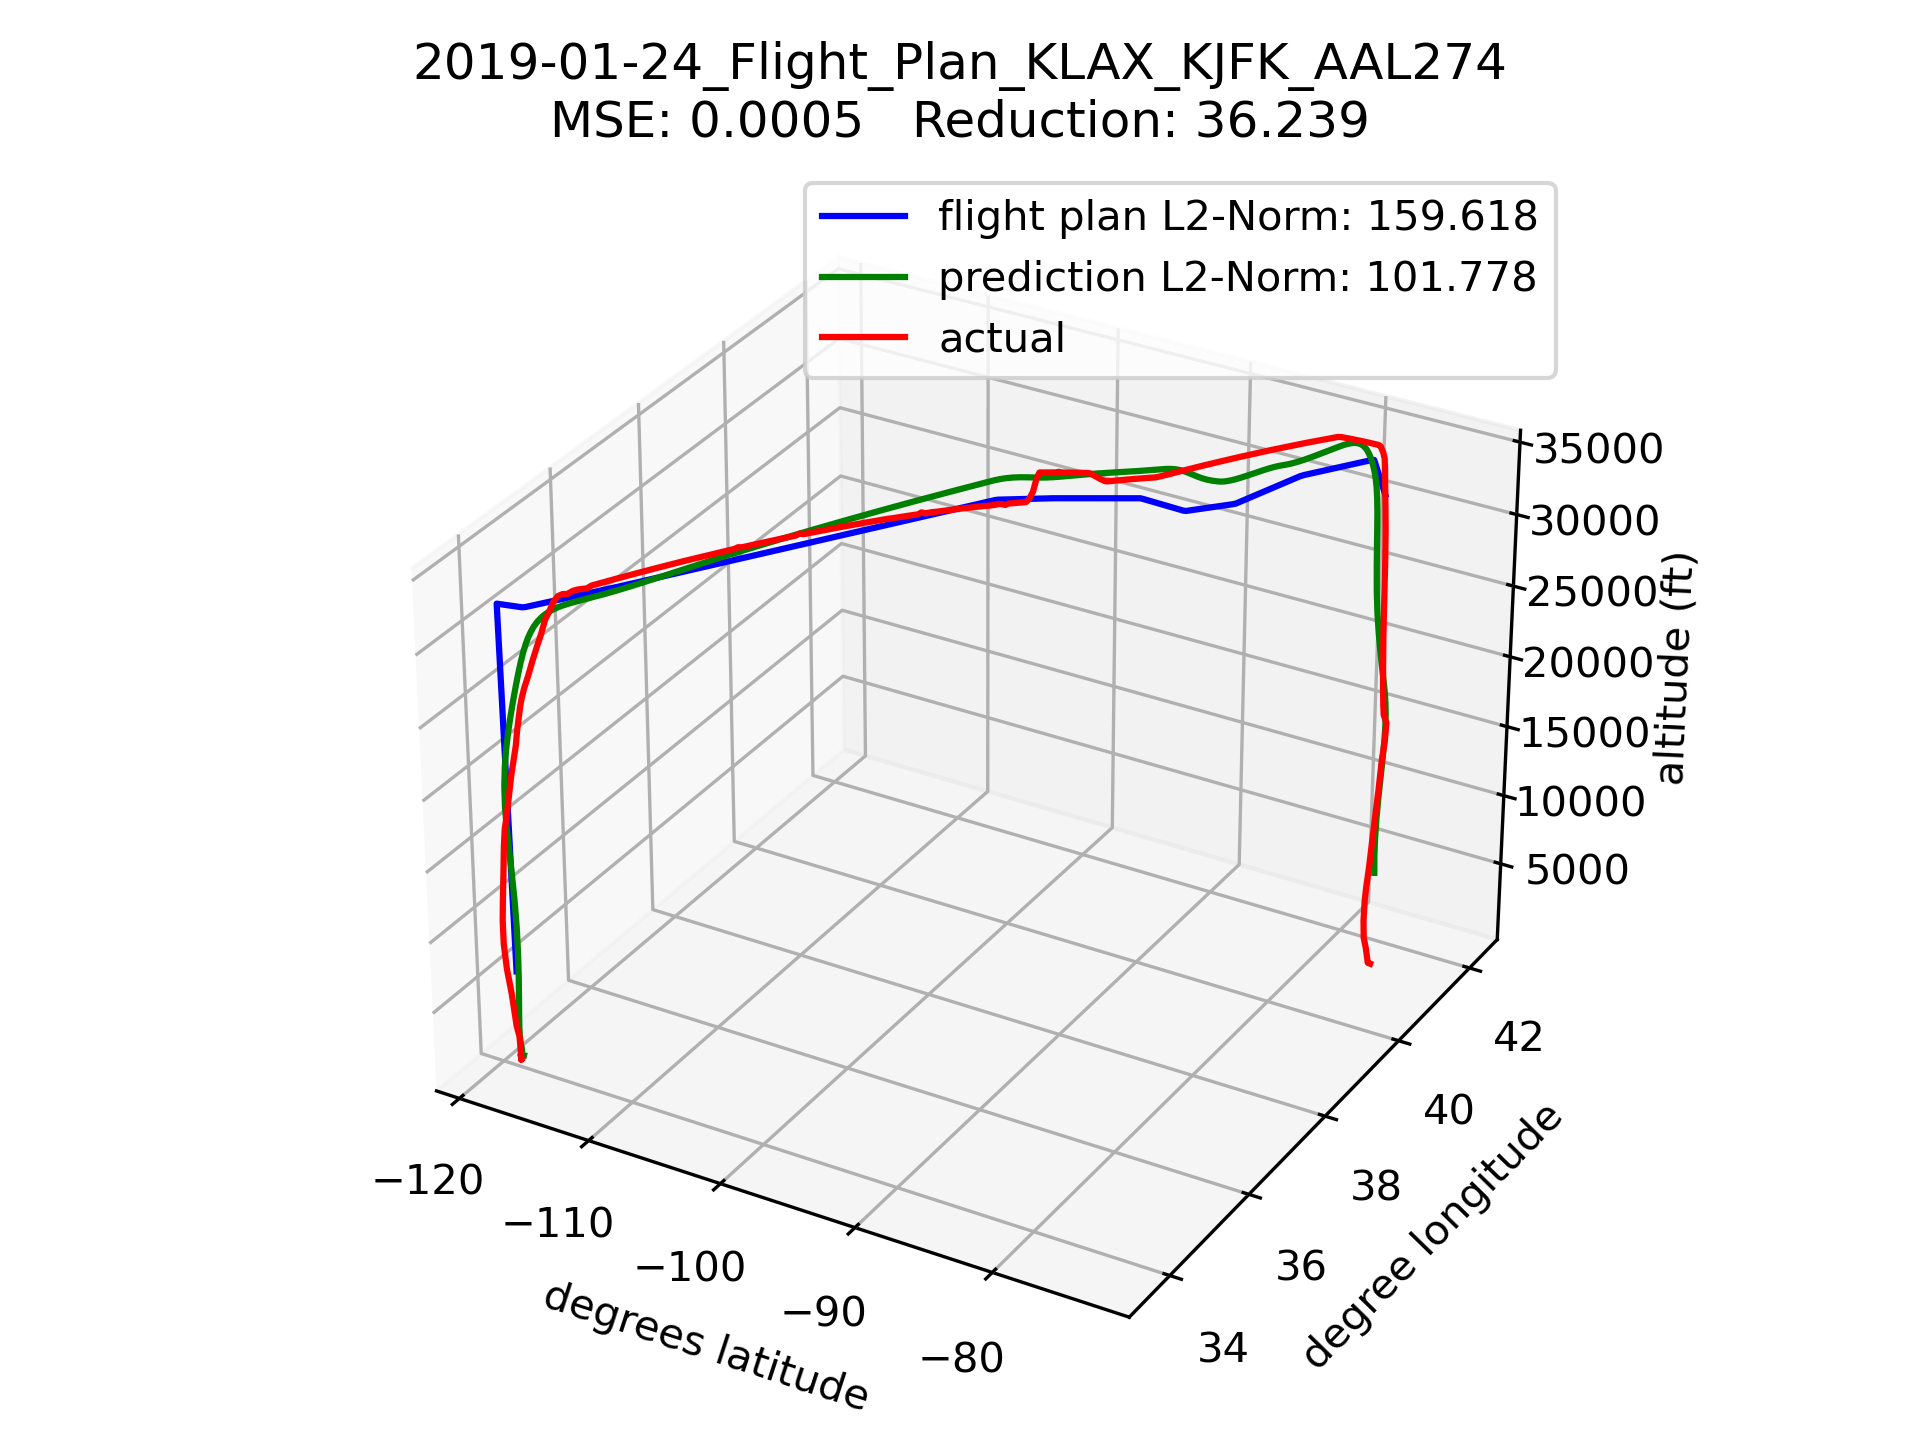 2019-01-24_Flight_Plan_KLAX_KJFK_AAL274
MSE: 0.0005   Reduction: 36.239
flight plan L2-Norm: 159.618
prediction L2-Norm: 101.778
actual
35000
30000
25000
20000
15000
10000
5000
altitude (ft)
42
40
38
36
34
degree longitude
−120
−110
−100
−90
−80
degrees latitude